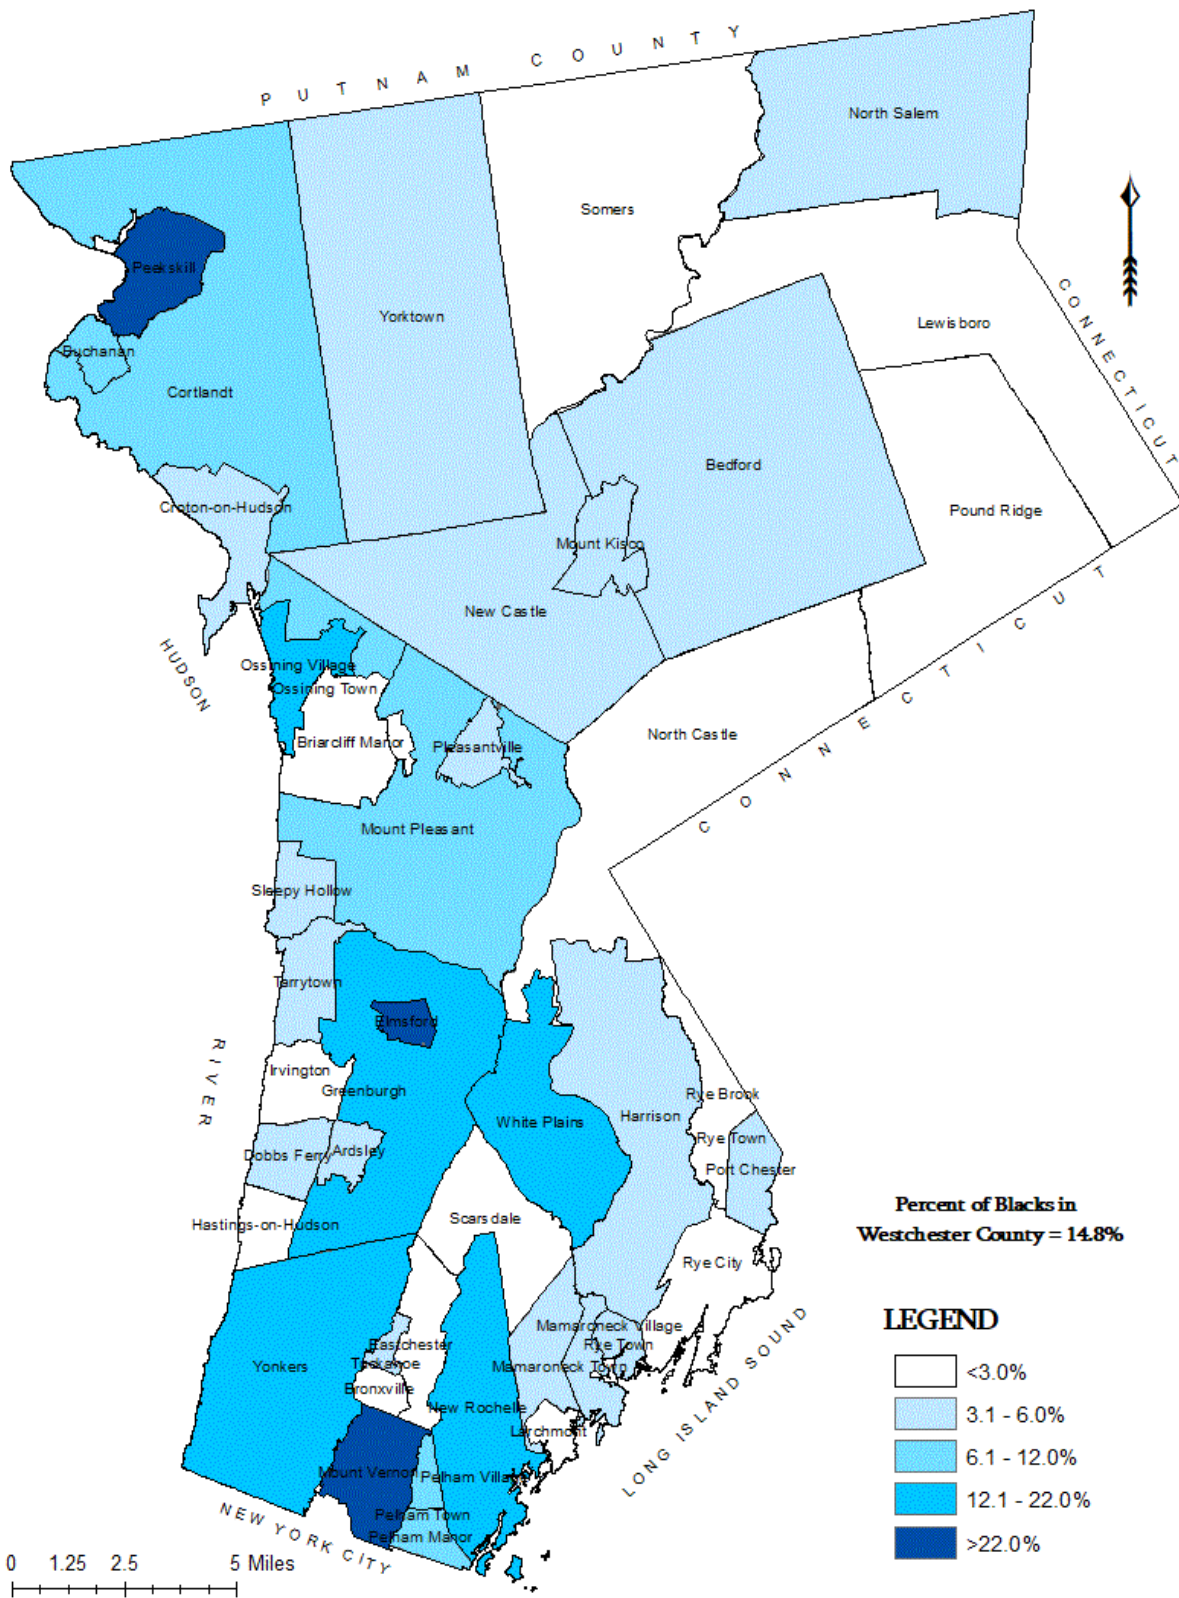 PUTNAM COUNTY
North Salem
Somers
Peekskill
Yorktown
Lewisboro
CONNECTICUT
Buchanan
Cortlandt
Bedford
Croton-on-Hudson
Pound Ridge
Mount Kisco
New Castle
HUDSON
Ossining Village
Ossining Town
CONNECTICUT
North Castle
Briarcliff Manor
Pleasantville
Mount Pleasant
Sleepy Hollow
Tarrytown
Elmsford
RIVER
Irvington
Greenburgh
Rye Brook
White Plains
Harrison
Rye Town
Dobbs Ferry
Ardsley
Port Chester
Hastings-on-Hudson
Scarsdale
Percent of Blacks in
Westchester County = 14.8%
Rye City
Mamaroneck Village
Eastchester
Rye Town
Tuckahoe
Yonkers
Mamaroneck Town
Bronxville
New Rochelle
Larchmont
LONG ISLAND SOUND
Mount Vernon
Pelham Village
Pelham Town
Pelham Manor
NEW YORK CITY
LEGEND
<3.0%
3.1 - 6.0%
6.1 - 12.0%
12.1 - 22.0%
>22.0%
0 1.25 2.5 5 Miles